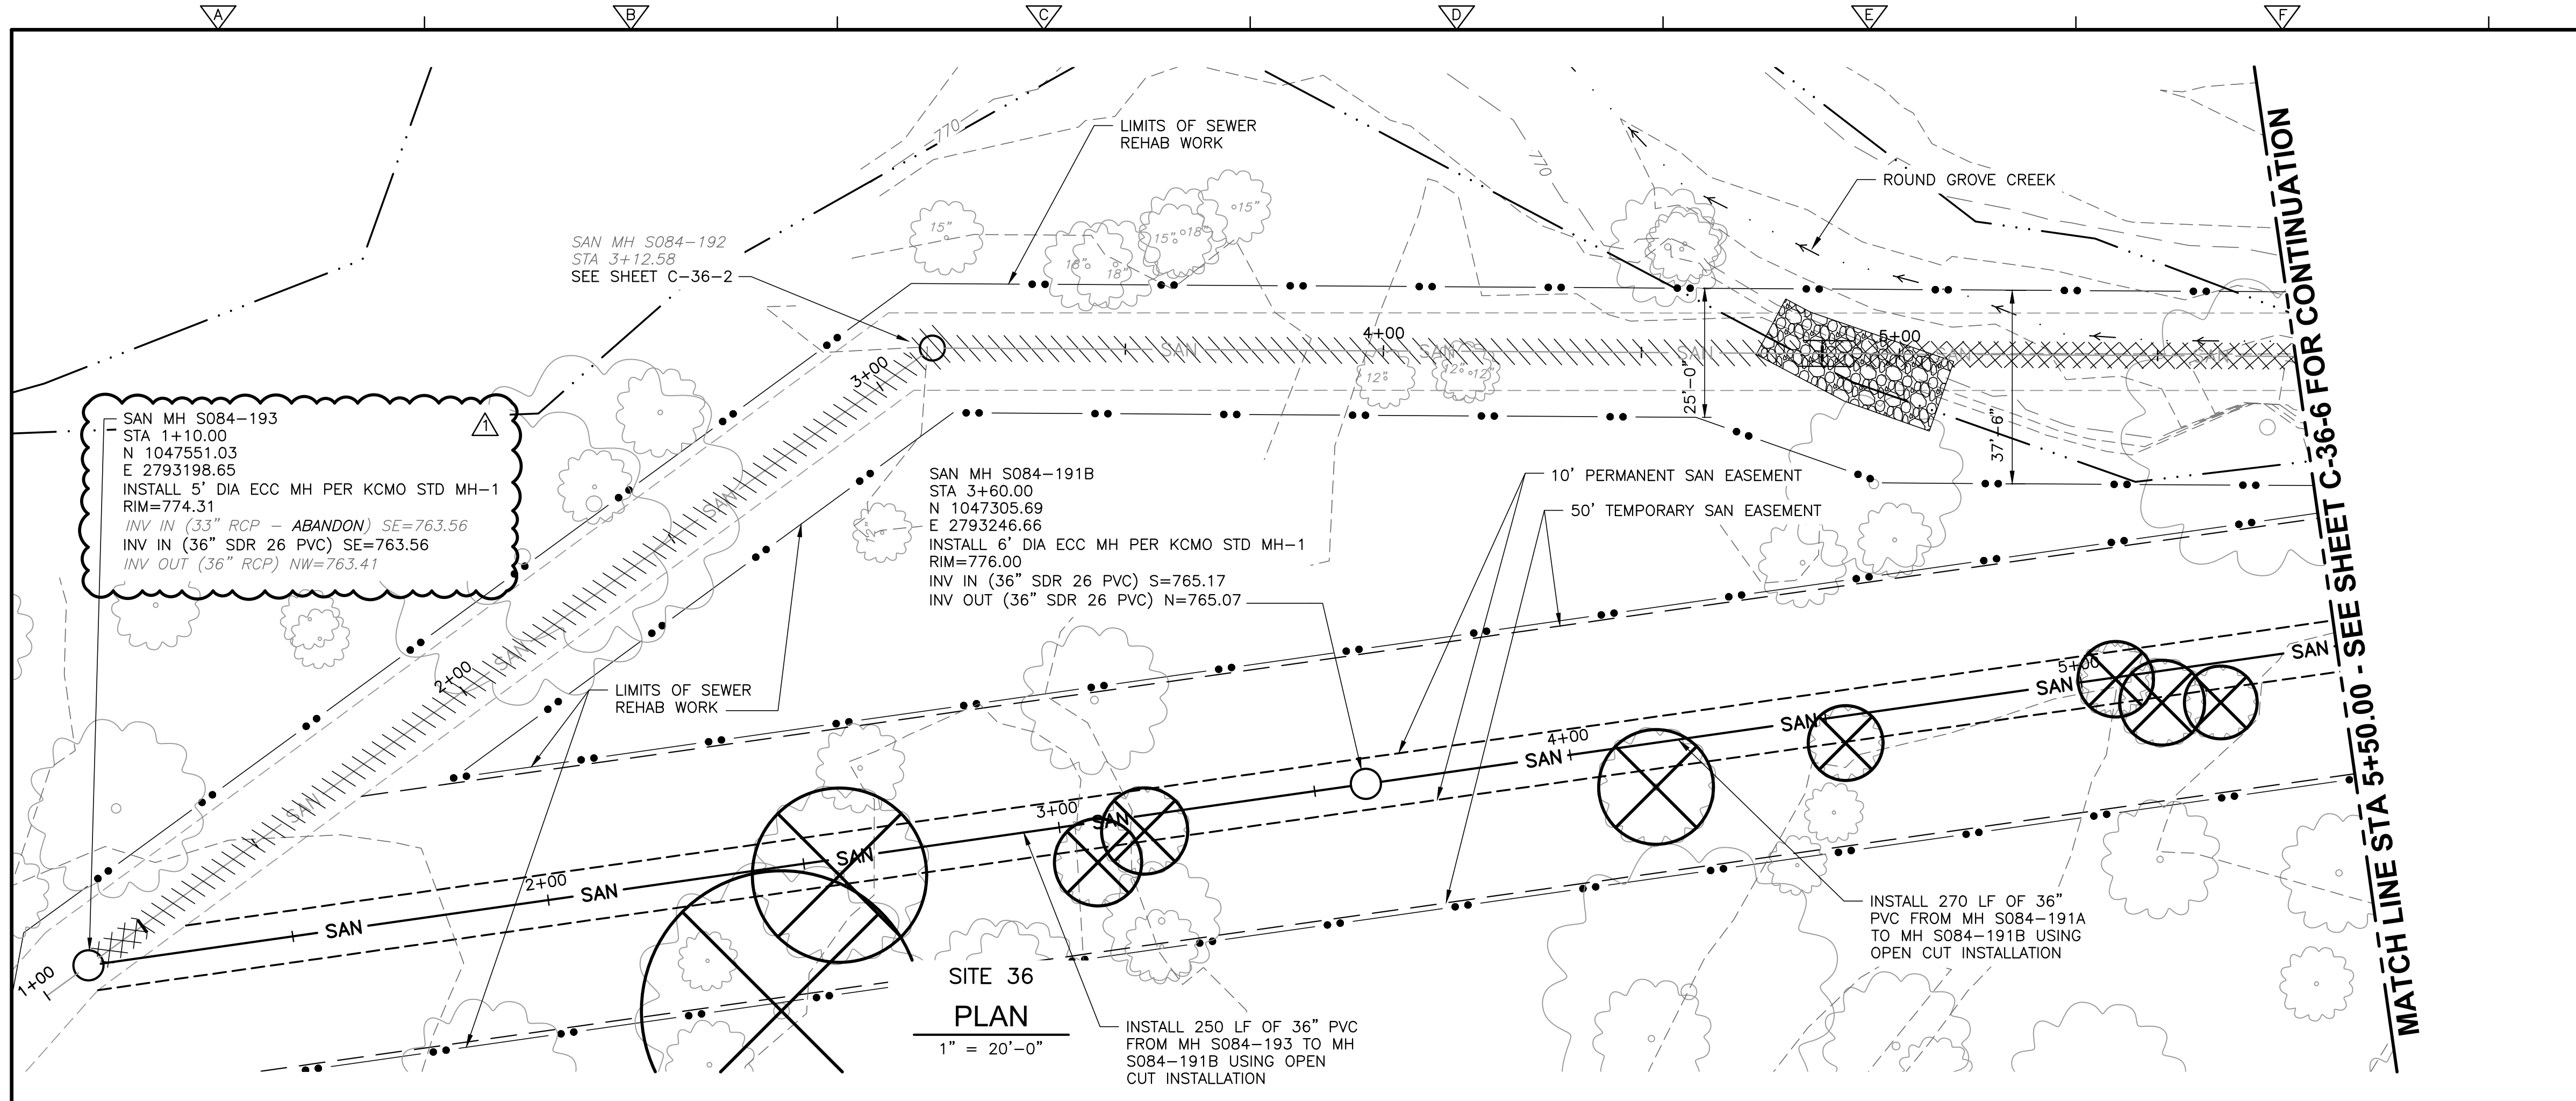 A
B
C
D
E
F
LIMITS OF SEWER
REHAB WORK
770
770
ROUND GROVE CREEK
SAN MH S084-192
STA 3+12.58
SEE SHEET C-36-2
15"
18"
18"
15"
18"
15"
3+00
4+00
5+00
SAN
SAN
SAN
SAN
SAN
12"
12"
12"
25'-0"
37'-6"
SAN MH S084-193
STA 1+10.00
N 1047551.03
E 2793198.65
INSTALL 5' DIA ECC MH PER KCMO STD MH-1
RIM=774.31
INV IN (33" RCP - ABANDON) SE=763.56
INV IN (36" SDR 26 PVC) SE=763.56
INV OUT (36" RCP) NW=763.41
1
SAN MH S084-191B
STA 3+60.00
N 1047305.69
E 2793246.66
INSTALL 6' DIA ECC MH PER KCMO STD MH-1
RIM=776.00
INV IN (36" SDR 26 PVC) S=765.17
INV OUT (36" SDR 26 PVC) N=765.07
12"
10' PERMANENT SAN EASEMENT
50' TEMPORARY SAN EASEMENT
SAN
SAN
SAN
2+00
LIMITS OF SEWER
REHAB WORK
1+00
2+00
3+00
4+00
5+00
SAN
SAN
SAN
SAN
SAN
SAN
SAN
SAN
INSTALL 270 LF OF 36"
PVC FROM MH S084-191A
TO MH S084-191B USING
OPEN CUT INSTALLATION
SITE 36
PLAN
1" = 20'-0"
INSTALL 250 LF OF 36" PVC
FROM MH S084-193 TO MH
S084-191B USING OPEN
CUT INSTALLATION
MATCH LINE STA 5+50.00 - SEE SHEET C-36-6 FOR CONTINUATION